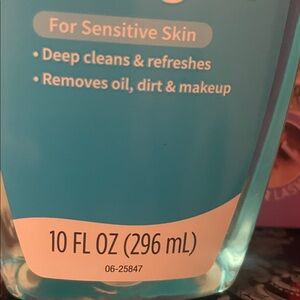 For Sensitive Skin
• Deep cleans & refreshes
• Removes oil, dirt & makeup
10 FL OZ (296 mL)
06-25847